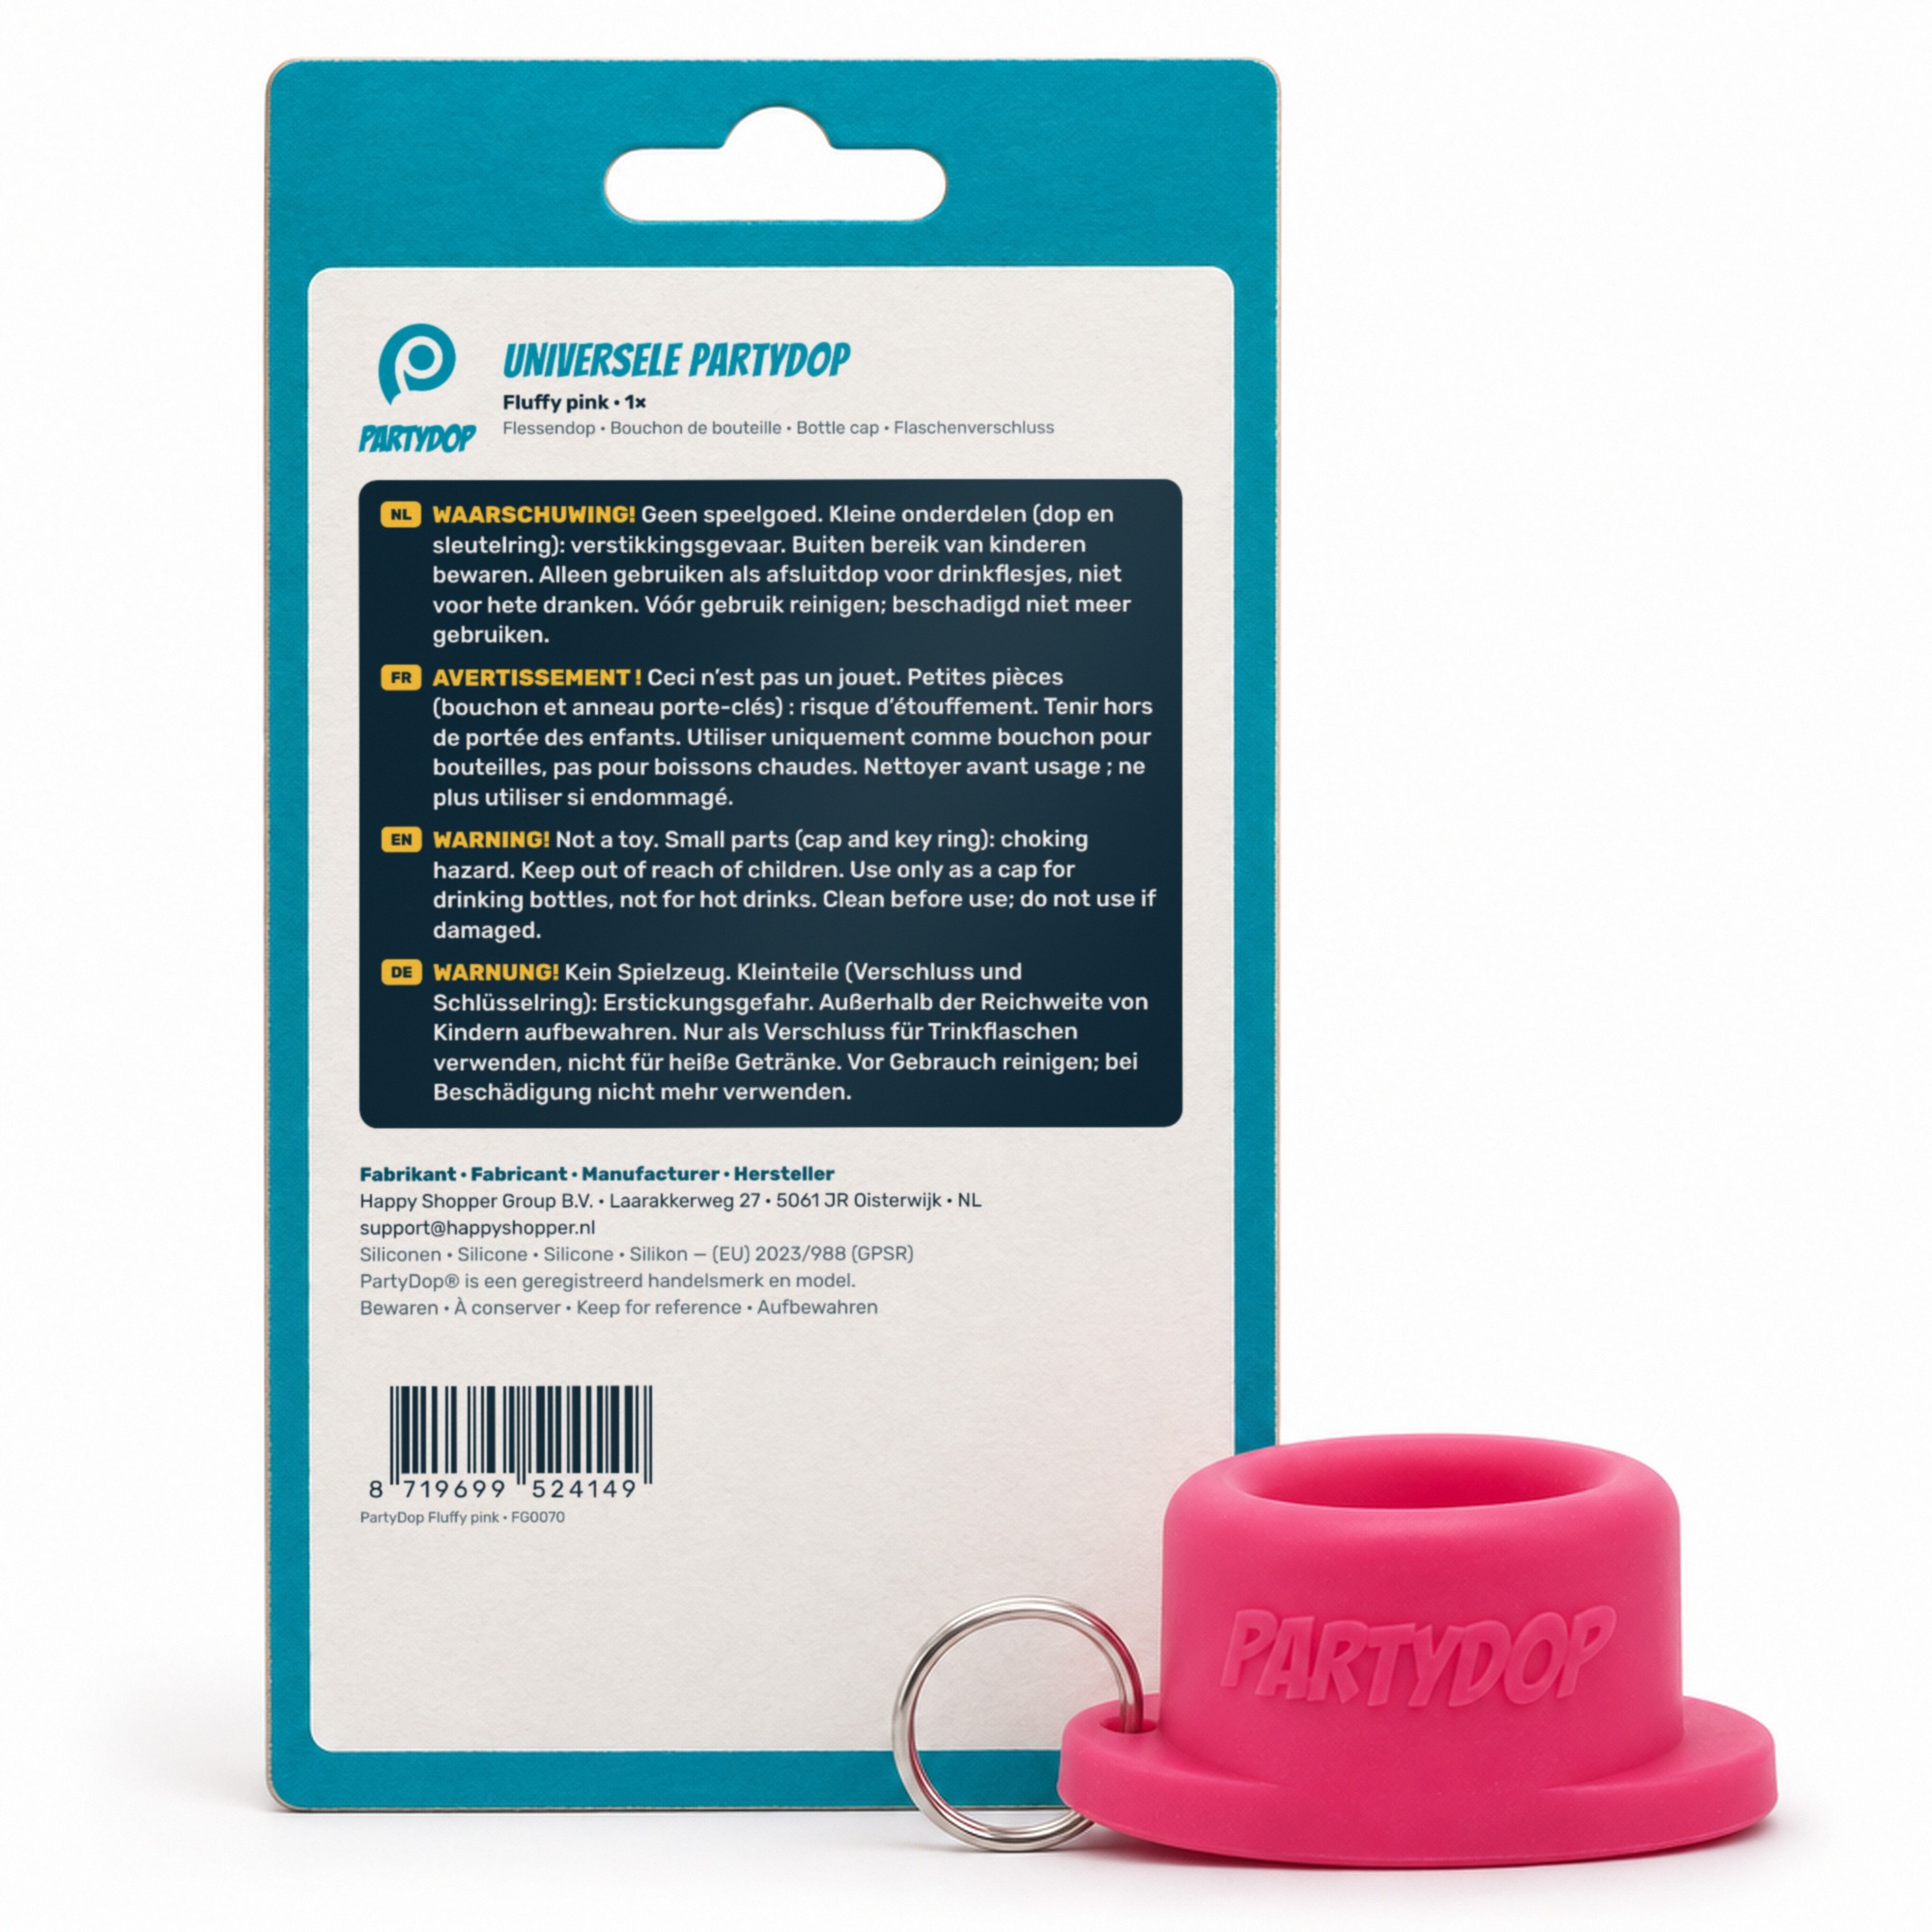 UNIVERSELE PARTYDOP
Fluffy pink • 1×
Flessendop • Bouchon de bouteille • Bottle cap • Flaschenverschluss
PARTYDOP
NL WAARSCHUWING! Geen speelgoed. Kleine onderdelen (dop en
sleutelring): verstikkingsgevaar. Buiten bereik van kinderen
bewaren. Alleen gebruiken als afsluitdop voor drinkflesjes, niet
voor hete dranken. Vóór gebruik reinigen; beschadigd niet meer
gebruiken.
FR AVERTISSEMENT ! Ceci n’est pas un jouet. Petites pièces
(bouchon et anneau porte-clés) : risque d’étouffement. Tenir hors
de portée des enfants. Utiliser uniquement comme bouchon pour
bouteilles, pas pour boissons chaudes. Nettoyer avant usage ; ne
plus utiliser si endommagé.
EN WARNING! Not a toy. Small parts (cap and key ring): choking
hazard. Keep out of reach of children. Use only as a cap for
drinking bottles, not for hot drinks. Clean before use; do not use if
damaged.
DE WARNUNG! Kein Spielzeug. Kleinteile (Verschluss und
Schlüsselring): Erstickungsgefahr. Außerhalb der Reichweite von
Kindern aufbewahren. Nur als Verschluss für Trinkflaschen
verwenden, nicht für heiße Getränke. Vor Gebrauch reinigen; bei
Beschädigung nicht mehr verwenden.
Fabrikant • Fabricant • Manufacturer • Hersteller
Happy Shopper Group B.V. • Laarakkerweg 27 • 5061 JR Oisterwijk • NL
support@happyshopper.nl
Siliconen • Silicone • Silicone • Silikon – (EU) 2023/988 (GPSR)
PartyDop® is een geregistreerd handelsmerk en model.
Bewaren • À conserver • Keep for reference • Aufbewahren
8 719699 524149
PartyDop Fluffy pink • FG0070
PARTYDOP